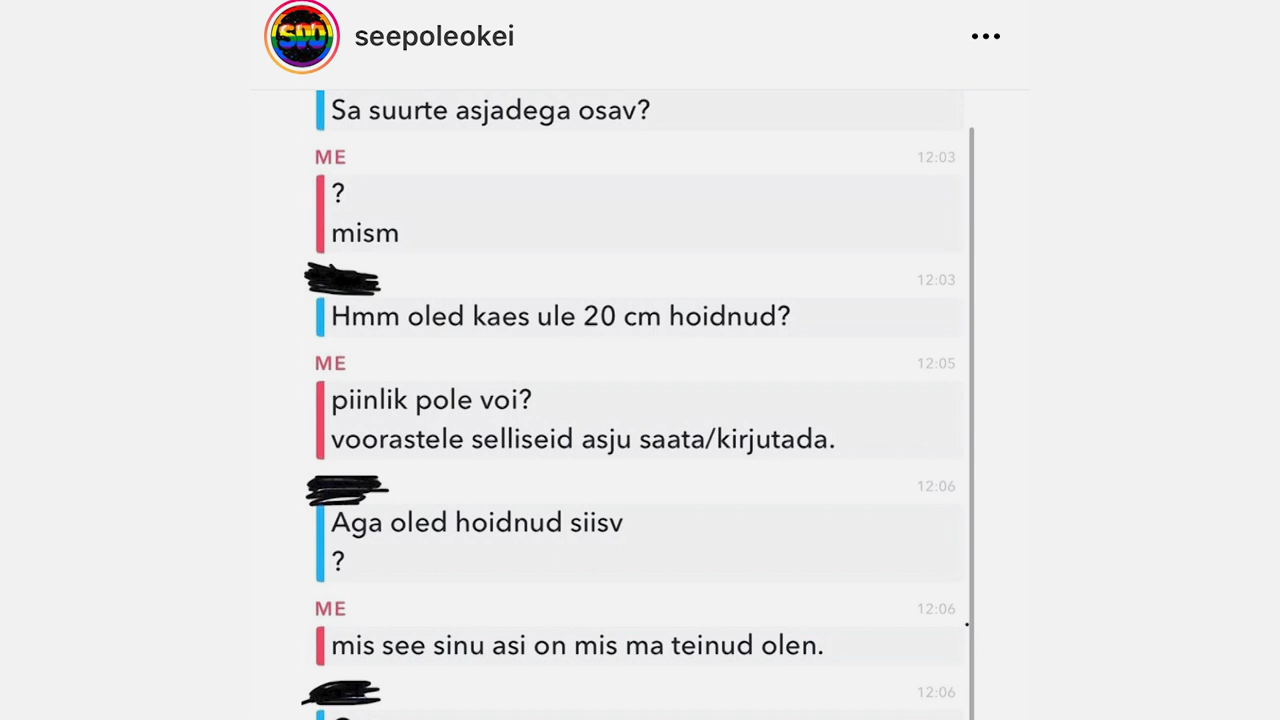 SPO
seepoleokei
Sa suurte asjadega osav?
ME 12:03
?
mism
12:03
Hmm oled kaes ule 20 cm hoidnud?
ME 12:05
piinlik pole voi?
voorastele selliseid asju saata/kirjutada.
12:06
Aga oled hoidnud siisv
?
ME 12:06
mis see sinu asi on mis ma teinud olen.
12:06